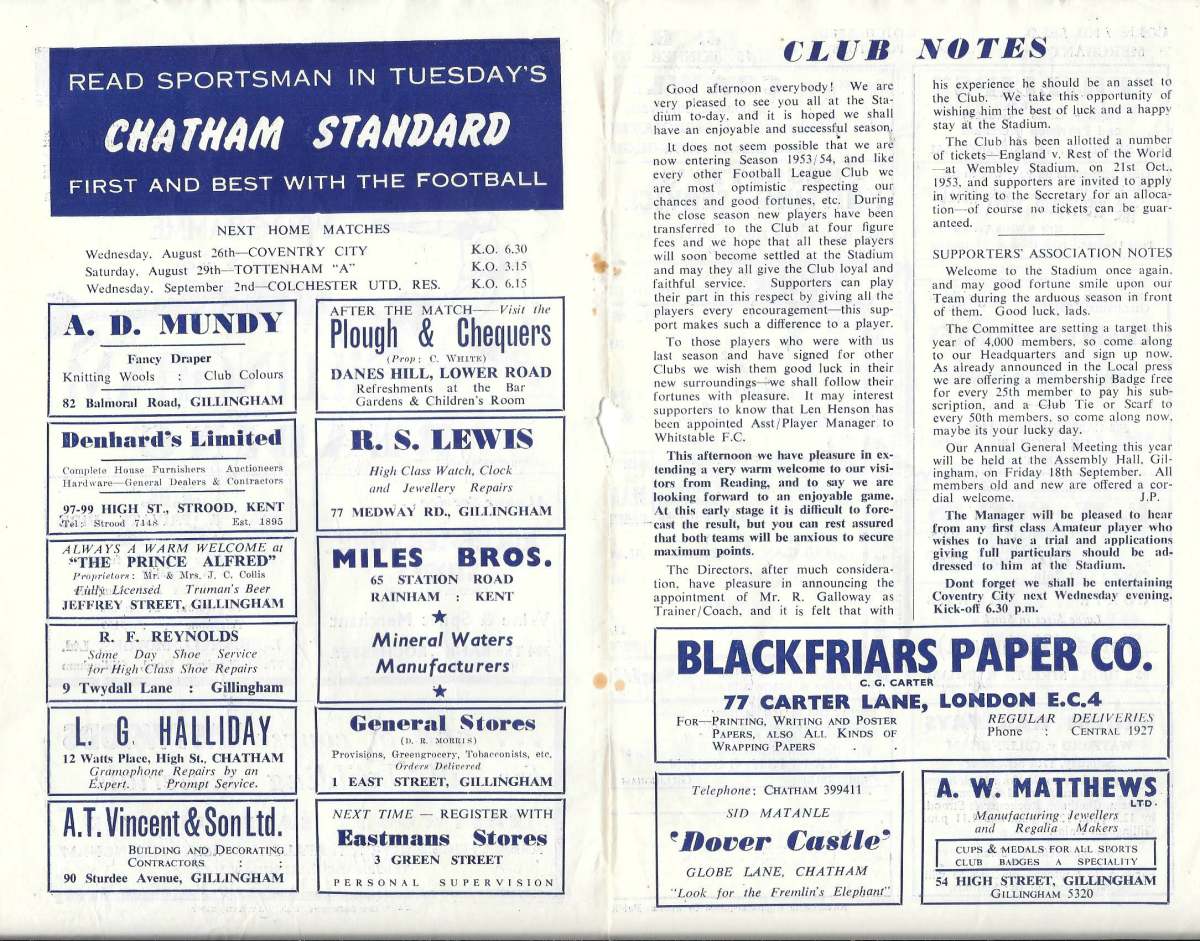 READ SPORTSMAN IN TUESDAY'S
CHATHAM STANDARD
FIRST AND BEST WITH THE FOOTBALL
NEXT HOME MATCHES
Wednesday, August 26th—COVENTRY CITY K.O. 6.30
Saturday, August 29th—TOTTENHAM "A" K.O. 3.15
Wednesday, September 2nd—COLCHESTER UTD, RES. K.O. 6.15
A. D. MUNDY
Fancy Draper
Knitting Wools : Club Colours
82 Balmoral Road, GILLINGHAM
Denhard's Limited
Complete House Furnishers Auctioneers
Hardware—General Dealers & Contractors
97-99 HIGH ST., STROOD, KENT
Tel: Strood 7148 Est. 1895
ALWAYS A WARM WELCOME at
"THE PRINCE ALFRED"
Proprietors: Mr. & Mrs. J. C. Collis
Fully Licensed Truman's Beer
JEFFREY STREET, GILLINGHAM
R. F. REYNOLDS
Same Day Shoe Service
for High Class Shoe Repairs
9 Twydall Lane : Gillingham
L. G. HALLIDAY
12 Watts Place, High St., CHATHAM
Gramophone Repairs by an
Expert. Prompt Service.
A.T. Vincent & Son Ltd.
BUILDING AND DECORATING
CONTRACTORS : :
90 Sturdee Avenue, GILLINGHAM
AFTER THE MATCH—Visit the
Plough & Chequers
(Prop: C. WHITE)
DANES HILL, LOWER ROAD
Refreshments at the Bar
Gardens & Children's Room
R. S. LEWIS
High Class Watch, Clock
and Jewellery Repairs
77 MEDWAY RD., GILLINGHAM
MILES BROS.
65 STATION ROAD
RAINHAM : KENT
★
Mineral Waters
Manufacturers
★
General Stores
(D. R. MORRIS)
Provisions, Greengrocery, Tobacconists, etc.
Orders Delivered
1 EAST STREET, GILLINGHAM
NEXT TIME — REGISTER WITH
Eastmans Stores
3 GREEN STREET
PERSONAL SUPERVISION
CLUB NOTES
Good afternoon everybody! We are
very pleased to see you all at the Sta-
dium to-day, and it is hoped we shall
have an enjoyable and successful season.
It does not seem possible that we are
now entering Season 1953/54, and like
every other Football League Club we
are most optimistic respecting our
chances and good fortunes, etc. During
the close season new players have been
transferred to the Club at four figure
fees and we hope that all these players
will soon become settled at the Stadium
and may they all give the Club loyal and
faithful service. Supporters can play
their part in this respect by giving all the
players every encouragement—this sup-
port makes such a difference to a player.
To those players who were with us
last season and have signed for other
Clubs we wish them good luck in their
new surroundings—we shall follow their
fortunes with pleasure. It may interest
supporters to know that Len Henson has
been appointed Asst/Player Manager to
Whitstable F.C.
This afternoon we have pleasure in ex-
tending a very warm welcome to our visi-
tors from Reading, and to say we are
looking forward to an enjoyable game.
At this early stage it is difficult to fore-
cast the result, but you can rest assured
that both teams will be anxious to secure
maximum points.
The Directors, after much considera-
tion, have pleasure in announcing the
appointment of Mr. R. Galloway as
Trainer/Coach, and it is felt that with
his experience he should be an asset to
the Club. We take this opportunity of
wishing him the best of luck and a happy
stay at the Stadium.
The Club has been allotted a number
of tickets—England v. Rest of the World
—at Wembley Stadium, on 21st Oct.,
1953, and supporters are invited to apply
in writing to the Secretary for an alloca-
tion—of course no tickets can be guar-
anteed.
SUPPORTERS' ASSOCIATION NOTES
Welcome to the Stadium once again,
and may good fortune smile upon our
Team during the arduous season in front
of them. Good luck, lads.
The Committee are setting a target this
year of 4,000 members, so come along
to our Headquarters and sign up now.
As already announced in the Local press
we are offering a membership Badge free
for every 25th member to pay his sub-
scription, and a Club Tie or Scarf to
every 50th members, so come along now,
maybe its your lucky day.
Our Annual General Meeting this year
will be held at the Assembly Hall, Gil-
ingham, on Friday 18th September. All
members old and new are offered a cor-
dial welcome. J.P.
The Manager will be pleased to hear
from any first class Amateur player who
wishes to have a trial and applications
giving full particulars should be ad-
dressed to him at the Stadium.
Dont forget we shall be entertaining
Coventry City next Wednesday evening.
Kick-off 6.30 p.m.
BLACKFRIARS PAPER CO.
C. G. CARTER
77 CARTER LANE, LONDON E.C.4
FOR—PRINTING, WRITING AND POSTER
PAPERS, ALSO ALL KINDS OF
WRAPPING PAPERS . .
REGULAR DELIVERIES
Phone : CENTRAL 1927
Telephone: CHATHAM 399411
SID MATANLE
'Dover Castle'
GLOBE LANE, CHATHAM
"Look for the Fremlin's Elephant"
A. W. MATTHEWS
LTD.
Manufacturing Jewellers
and Regalia Makers
CUPS & MEDALS FOR ALL SPORTS
CLUB BADGES A SPECIALITY
54 HIGH STREET, GILLINGHAM
GILLINGHAM 5320